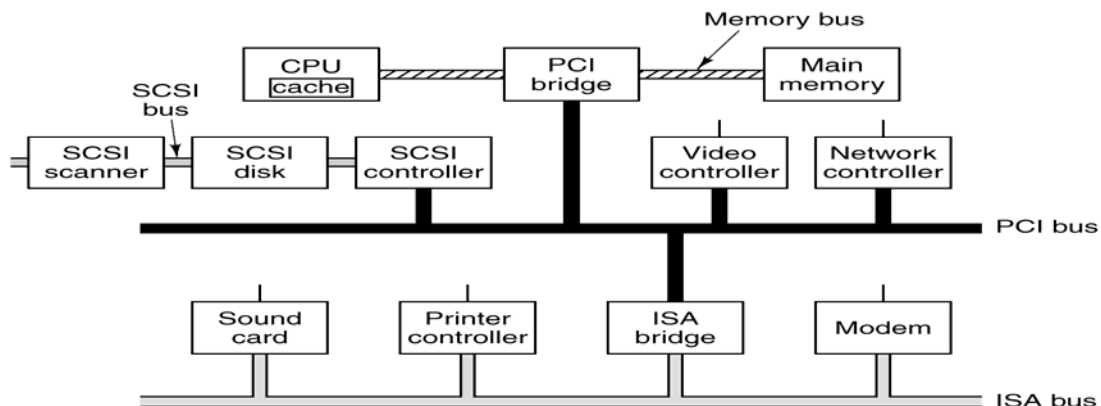 Memory bus
CPU
cache
PCI
bridge
Main
memory
SCSI
bus
SCSI
scanner
SCSI
disk
SCSI
controller
Video
controller
Network
controller
PCI bus
Sound
card
Printer
controller
ISA
bridge
Modem
ISA bus